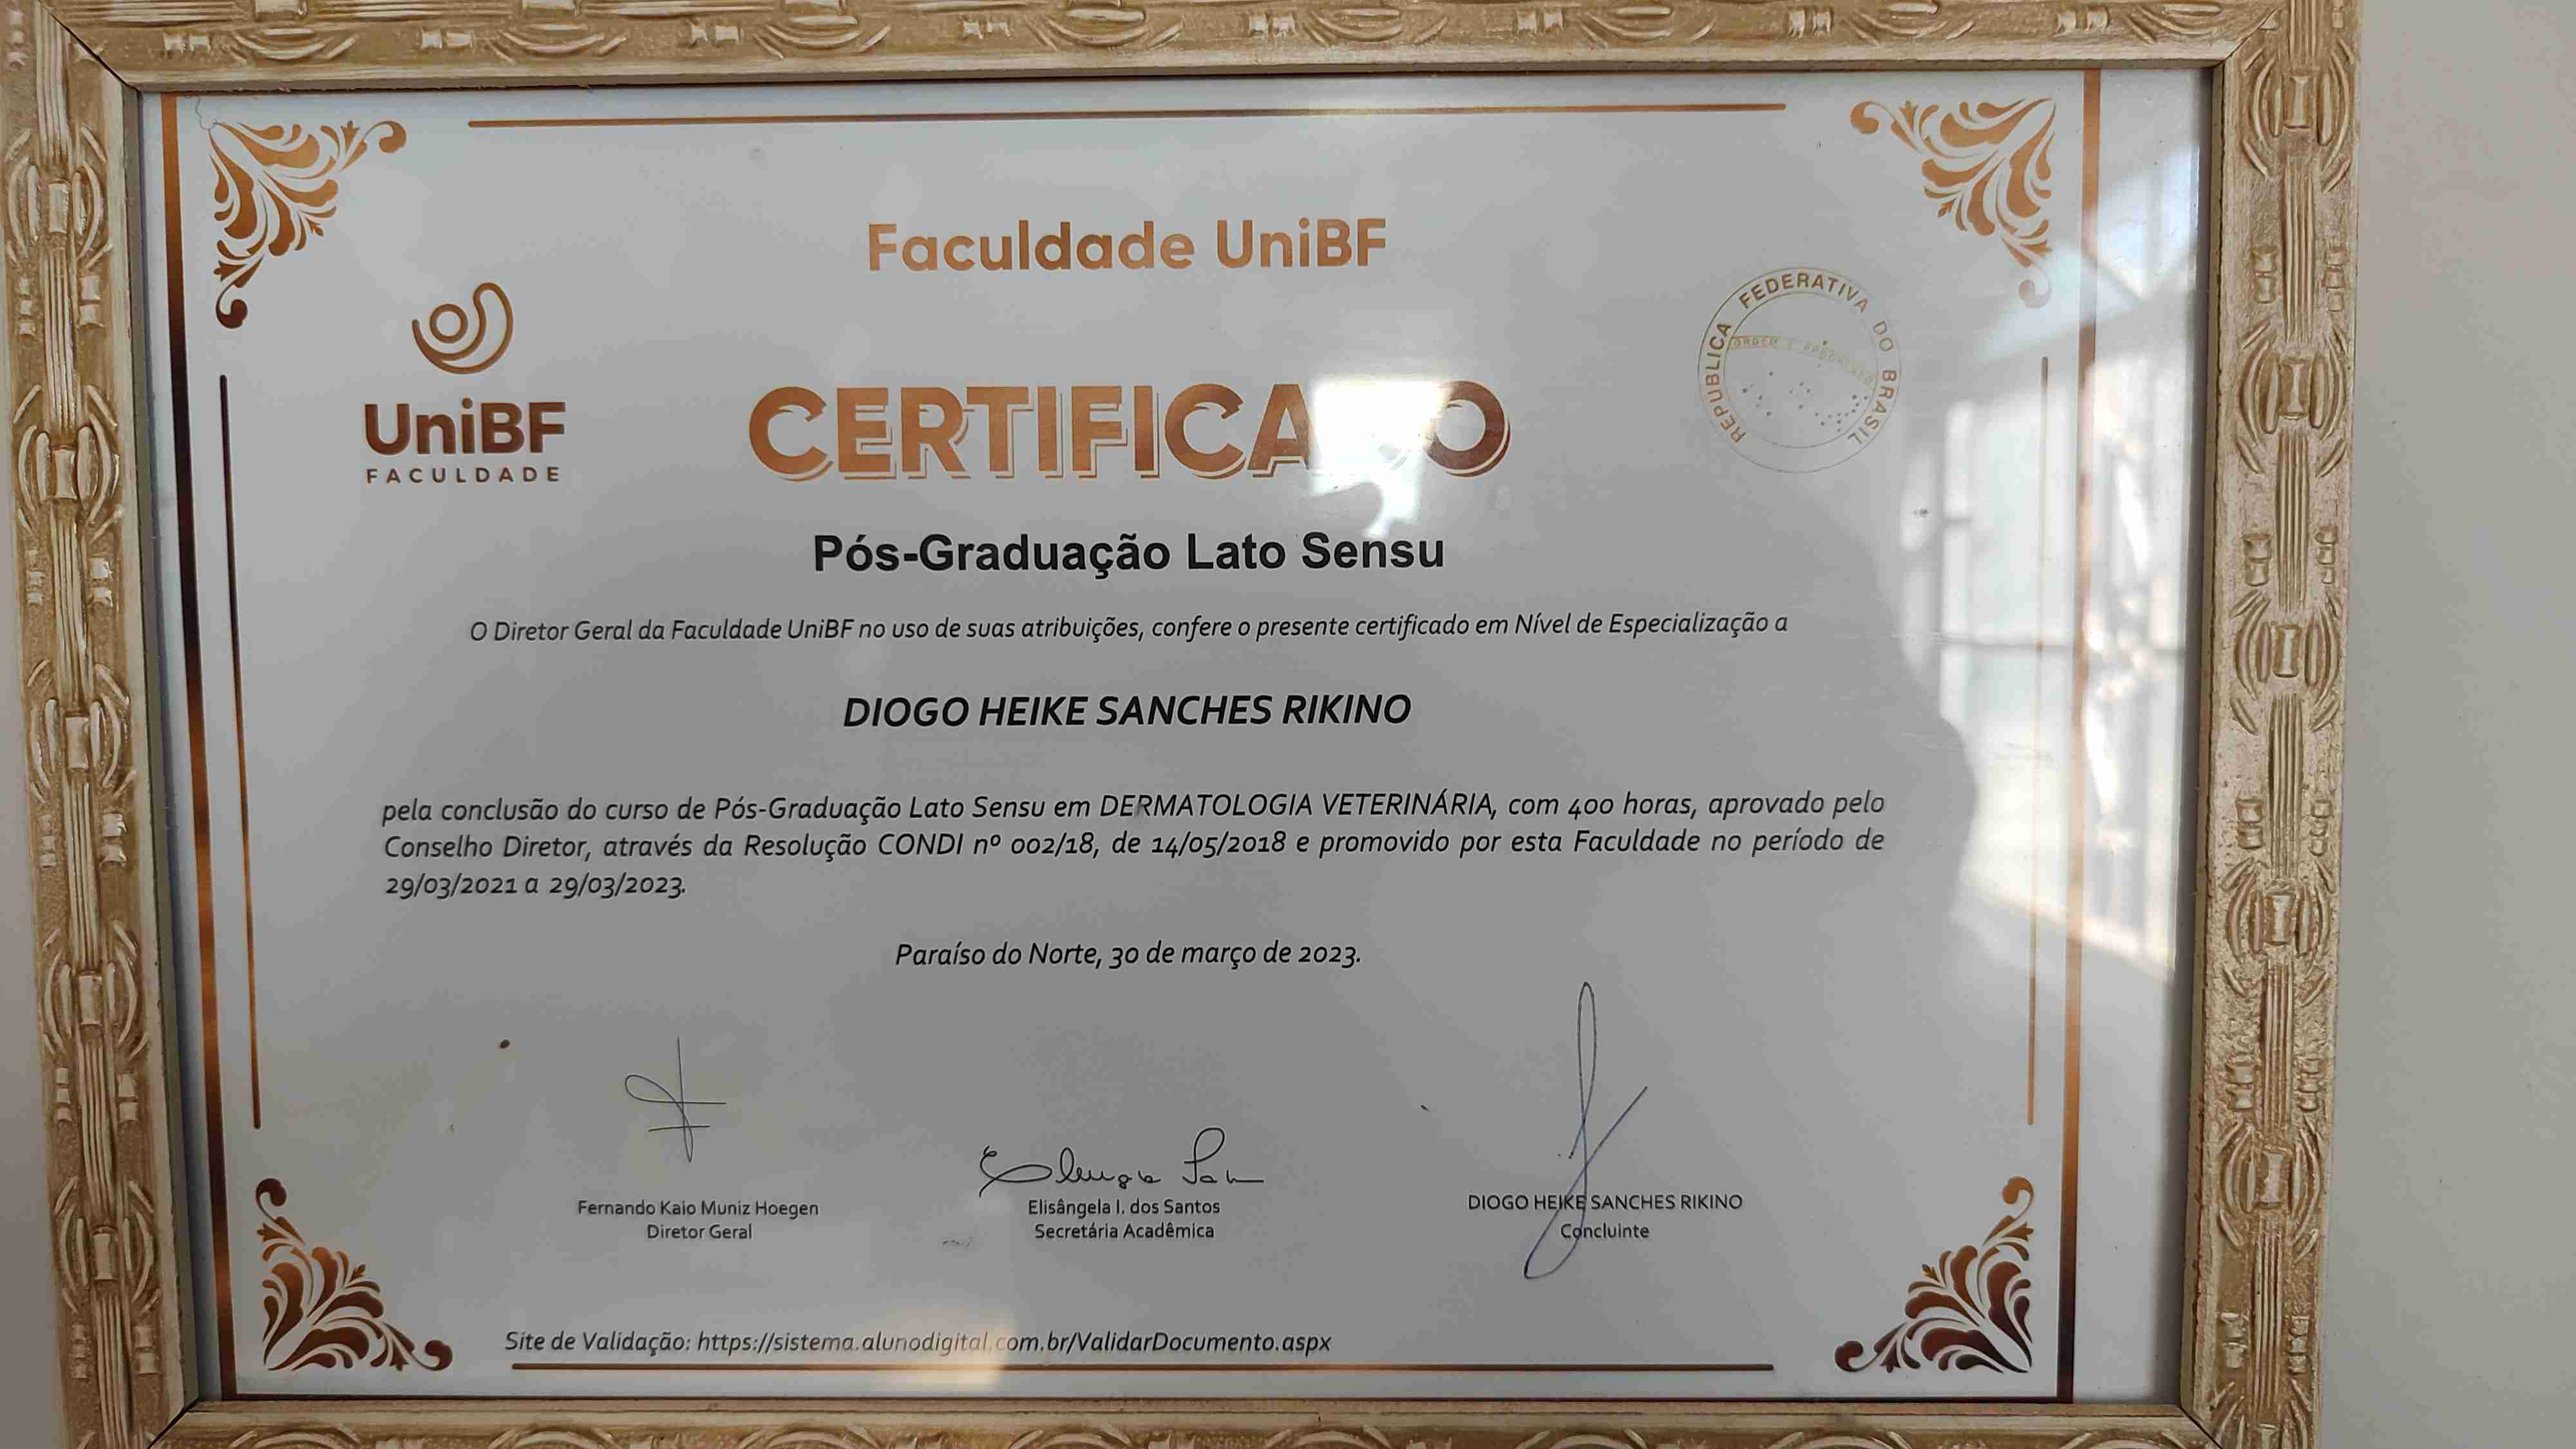 Faculdade UniBF
UniBF
FACULDADE
REPÚBLICA FEDERATIVA DO BRASIL
ORDEM E PROGRESSO
Pós-Graduação Lato Sensu
O Diretor Geral da Faculdade UniBF no uso de suas atribuições, confere o presente certificado em Nível de Especialização a
DIOGO HEIKE SANCHES RIKINO
pela conclusão do curso de Pós-Graduação Lato Sensu em DERMATOLOGIA VETERINÁRIA, com 400 horas, aprovado pelo
Conselho Diretor, através da Resolução CONDI nº 002/18, de 14/05/2018 e promovido por esta Faculdade no período de
29/03/2021 a 29/03/2023.
Paraíso do Norte, 30 de março de 2023.
Fernando Kaio Muniz Hoegen
Diretor Geral
Elisângela I. dos Santos
Secretária Acadêmica
DIOGO HEIKE SANCHES RIKINO
Concluinte
Site de Validação: https://sistema.alunodigital.com.br/ValidarDocumento.aspx